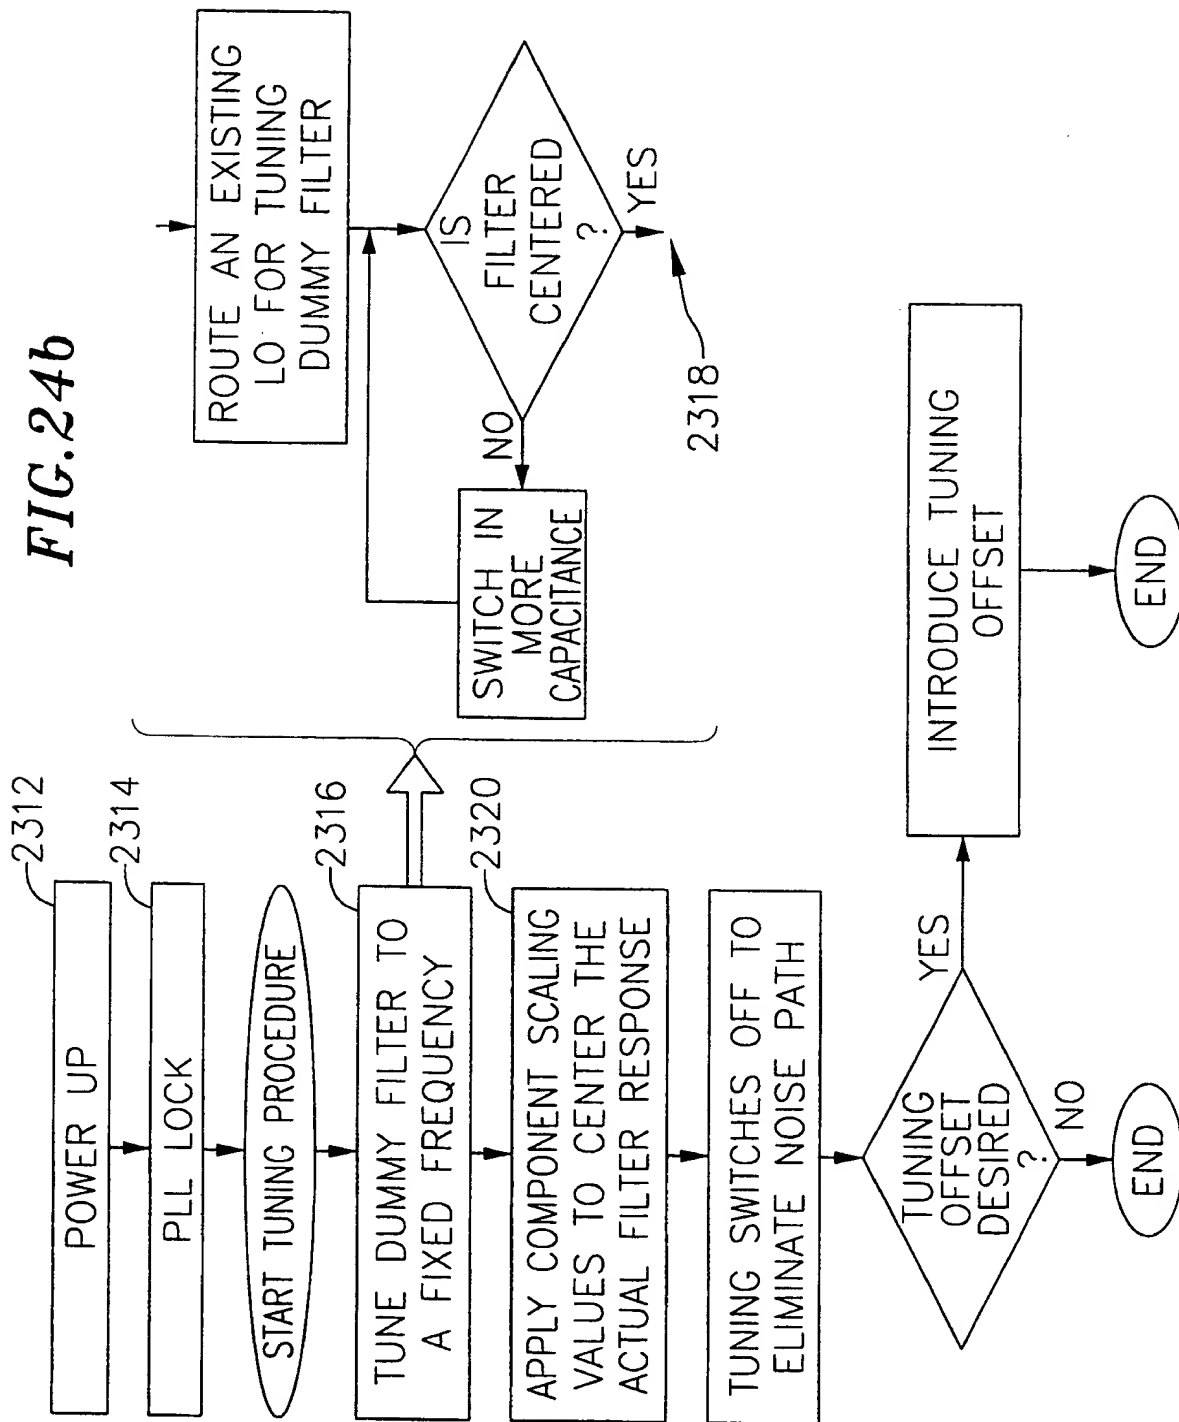 FIG.24b
POWER UP
2312
PLL LOCK
2314
START TUNING PROCEDURE
TUNE DUMMY FILTER TO
A FIXED FREQUENCY
2316
APPLY COMPONENT SCALING
VALUES TO CENTER THE
ACTUAL FILTER RESPONSE
2320
TUNING SWITCHES OFF TO
ELIMINATE NOISE PATH
TUNING
OFFSET
DESIRED
?
YES
NO
END
INTRODUCE TUNING
OFFSET
END
ROUTE AN EXISTING
LO FOR TUNING
DUMMY FILTER
IS
FILTER
CENTERED
?
NO
YES
SWITCH IN
MORE
CAPACITANCE
2318